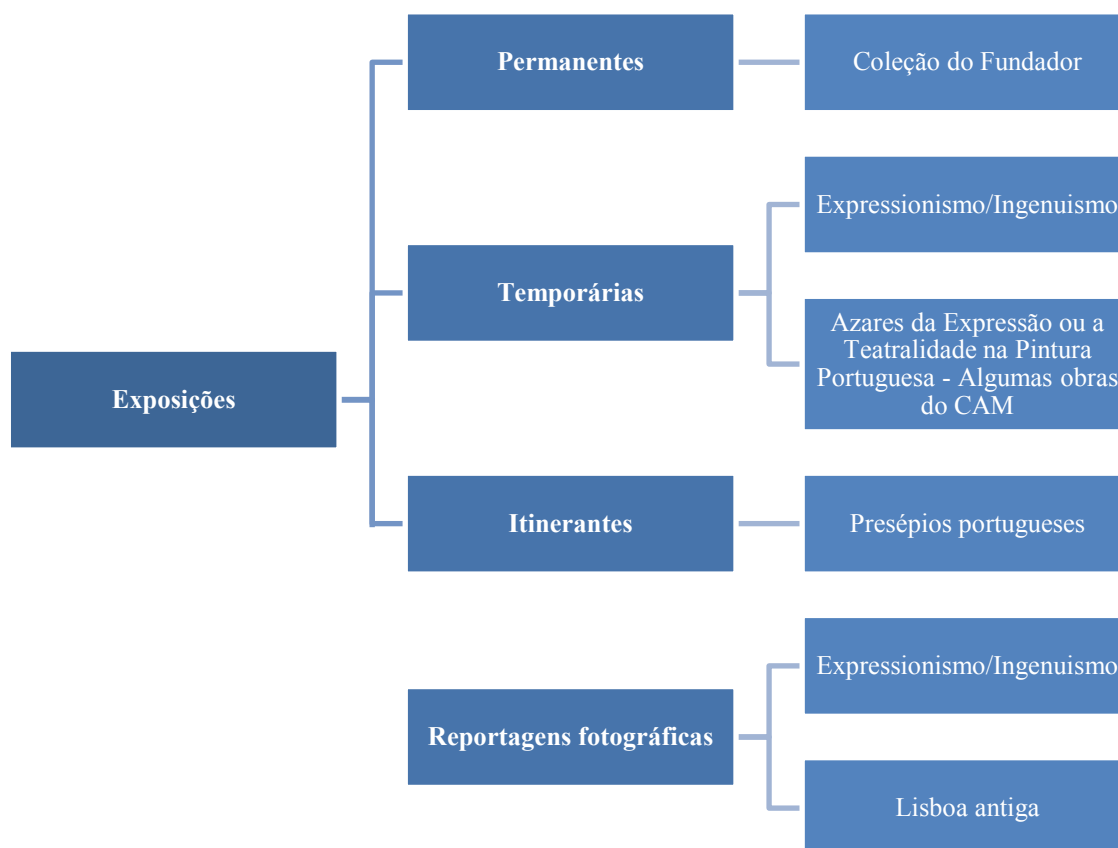 Permanentes
Coleção do Fundador
Expressionismo/Ingenuismo
Temporárias
Azares da Expressão ou a
Teatralidade na Pintura
Portuguesa - Algumas obras
do CAM
Exposições
Itinerantes
Presépios portugueses
Expressionismo/Ingenuismo
Reportagens fotográficas
Lisboa antiga